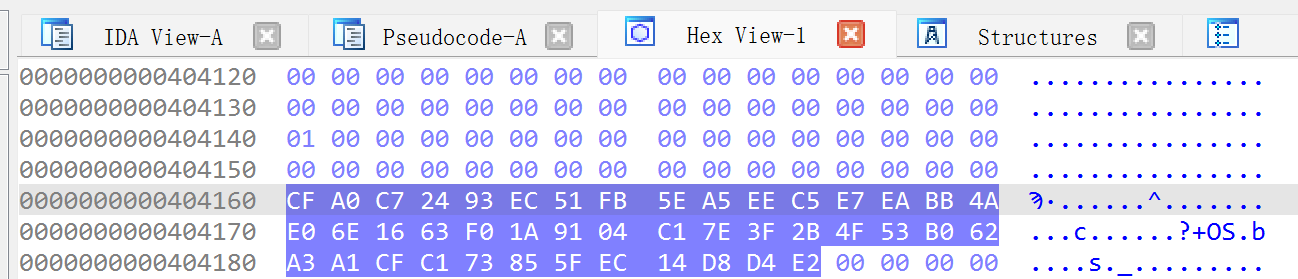 IDA View-A Pseudocode-A Hex View-1 Structures
0000000000404120 00 00 00 00 00 00 00 00 00 00 00 00 00 00 00 00 ................
0000000000404130 00 00 00 00 00 00 00 00 00 00 00 00 00 00 00 00 ................
0000000000404140 01 00 00 00 00 00 00 00 00 00 00 00 00 00 00 00 ................
0000000000404150 00 00 00 00 00 00 00 00 00 00 00 00 00 00 00 00 ................
0000000000404160 CF A0 C7 24 93 EC 51 FB 5E A5 EE C5 E7 EA BB 4A Ϡ·......^.......
0000000000404170 E0 6E 16 63 F0 1A 91 04 C1 7E 3F 2B 4F 53 B0 62 ...c......?+OS.b
0000000000404180 A3 A1 CF C1 73 85 5F EC 14 D8 D4 E2 00 00 00 00 ....s._.........